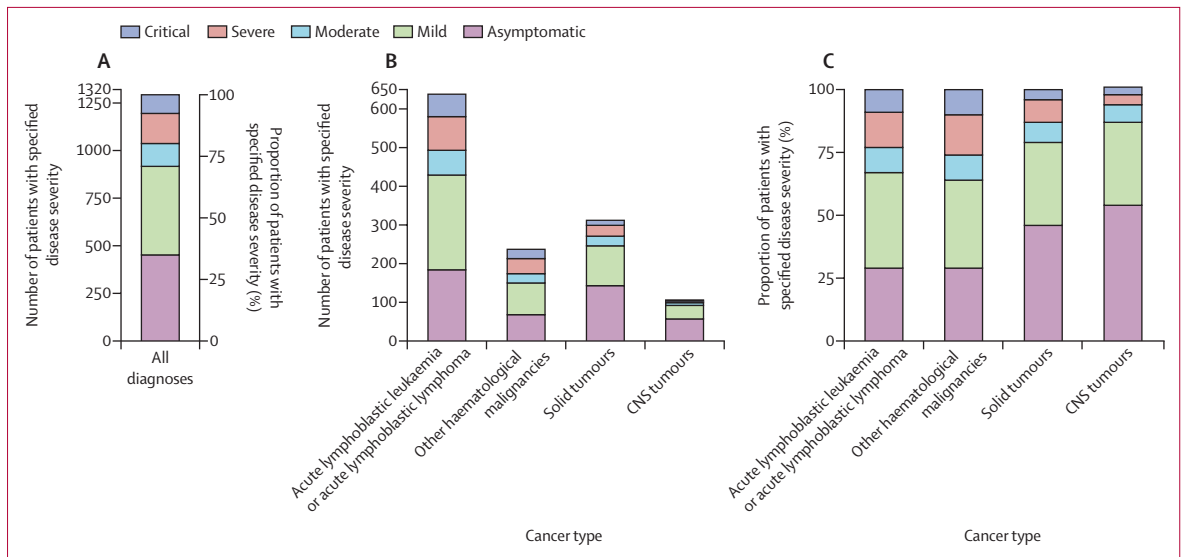 Critical Severe Moderate Mild Asymptomatic
A
Number of patients with specified
disease severity
1320
1250
1000
750
500
250
0
100
75
50
25
0
Proportion of patients with
specified disease severity (%)
All
diagnoses
B
Number of patients with specified
disease severity
650
600
500
400
300
200
100
0
Acute lymphoblastic leukaemia
or acute lymphoblastic lymphoma
Other haematological
malignancies
Solid tumours
CNS tumours
Cancer type
C
Proportion of patients with
specified disease severity (%)
100
75
50
25
0
Acute lymphoblastic leukaemia
or acute lymphoblastic lymphoma
Other haematological
malignancies
Solid tumours
CNS tumours
Cancer type